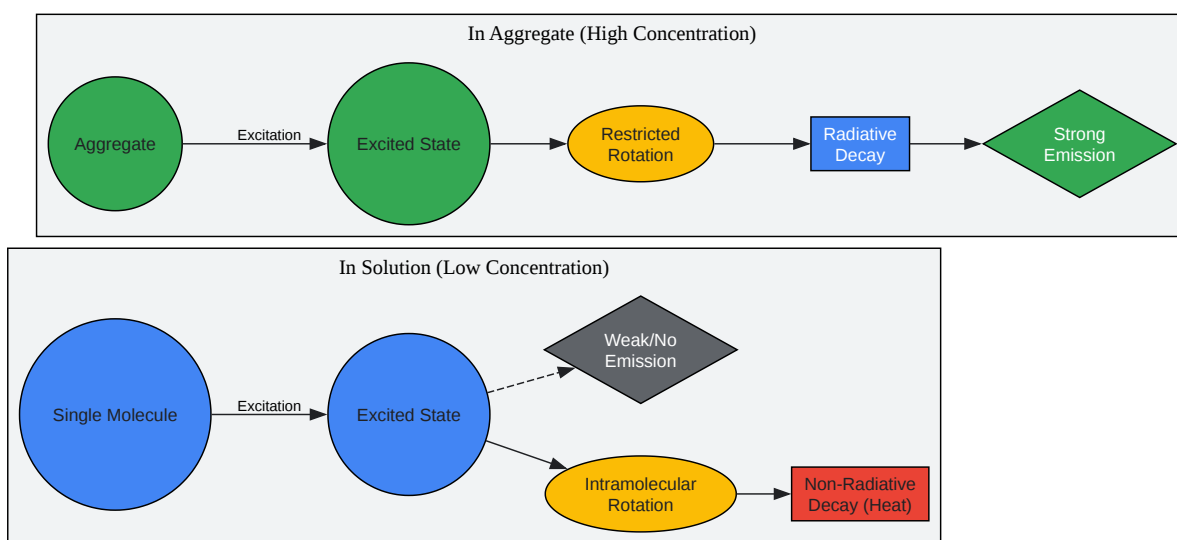 In Aggregate (High Concentration)
Aggregate
Excitation
Excited State
Restricted
Rotation
Radiative
Decay
Strong
Emission
In Solution (Low Concentration)
Single Molecule
Excitation
Excited State
Weak/No
Emission
Intramolecular
Rotation
Non-Radiative
Decay (Heat)